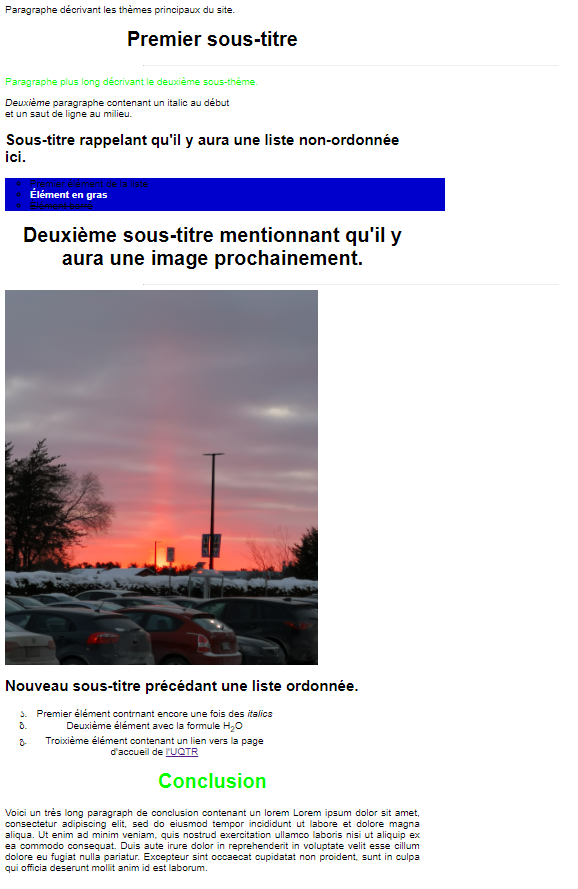 Paragraphe décrivant les thèmes principaux du site.
Premier sous-titre
Paragraphe plus long décrivant le deuxième sous-thème.
Deuxième paragraphe contenant un italic au début
et un saut de ligne au milieu.
Sous-titre rappelant qu'il y aura une liste non-ordonnée
ici.
Premier élément de la liste
Élément en gras
Élément barré
Deuxième sous-titre mentionnant qu'il y
aura une image prochainement.
Nouveau sous-titre précédant une liste ordonnée.
Premier élément contrnant encore une fois des italics
Deuxième élément avec la formule H₂O
Troixième élément contenant un lien vers la page
d'accueil de l'UQTR
Conclusion
Voici un très long paragraph de conclusion contenant un lorem Lorem ipsum dolor sit amet,
consectetur adipiscing elit, sed do eiusmod tempor incididunt ut labore et dolore magna
aliqua. Ut enim ad minim veniam, quis nostrud exercitation ullamco laboris nisi ut aliquip ex
ea commodo consequat. Duis aute irure dolor in reprehenderit in voluptate velit esse cillum
dolore eu fugiat nulla pariatur. Excepteur sint occaecat cupidatat non proident, sunt in culpa
qui officia deserunt mollit anim id est laborum.